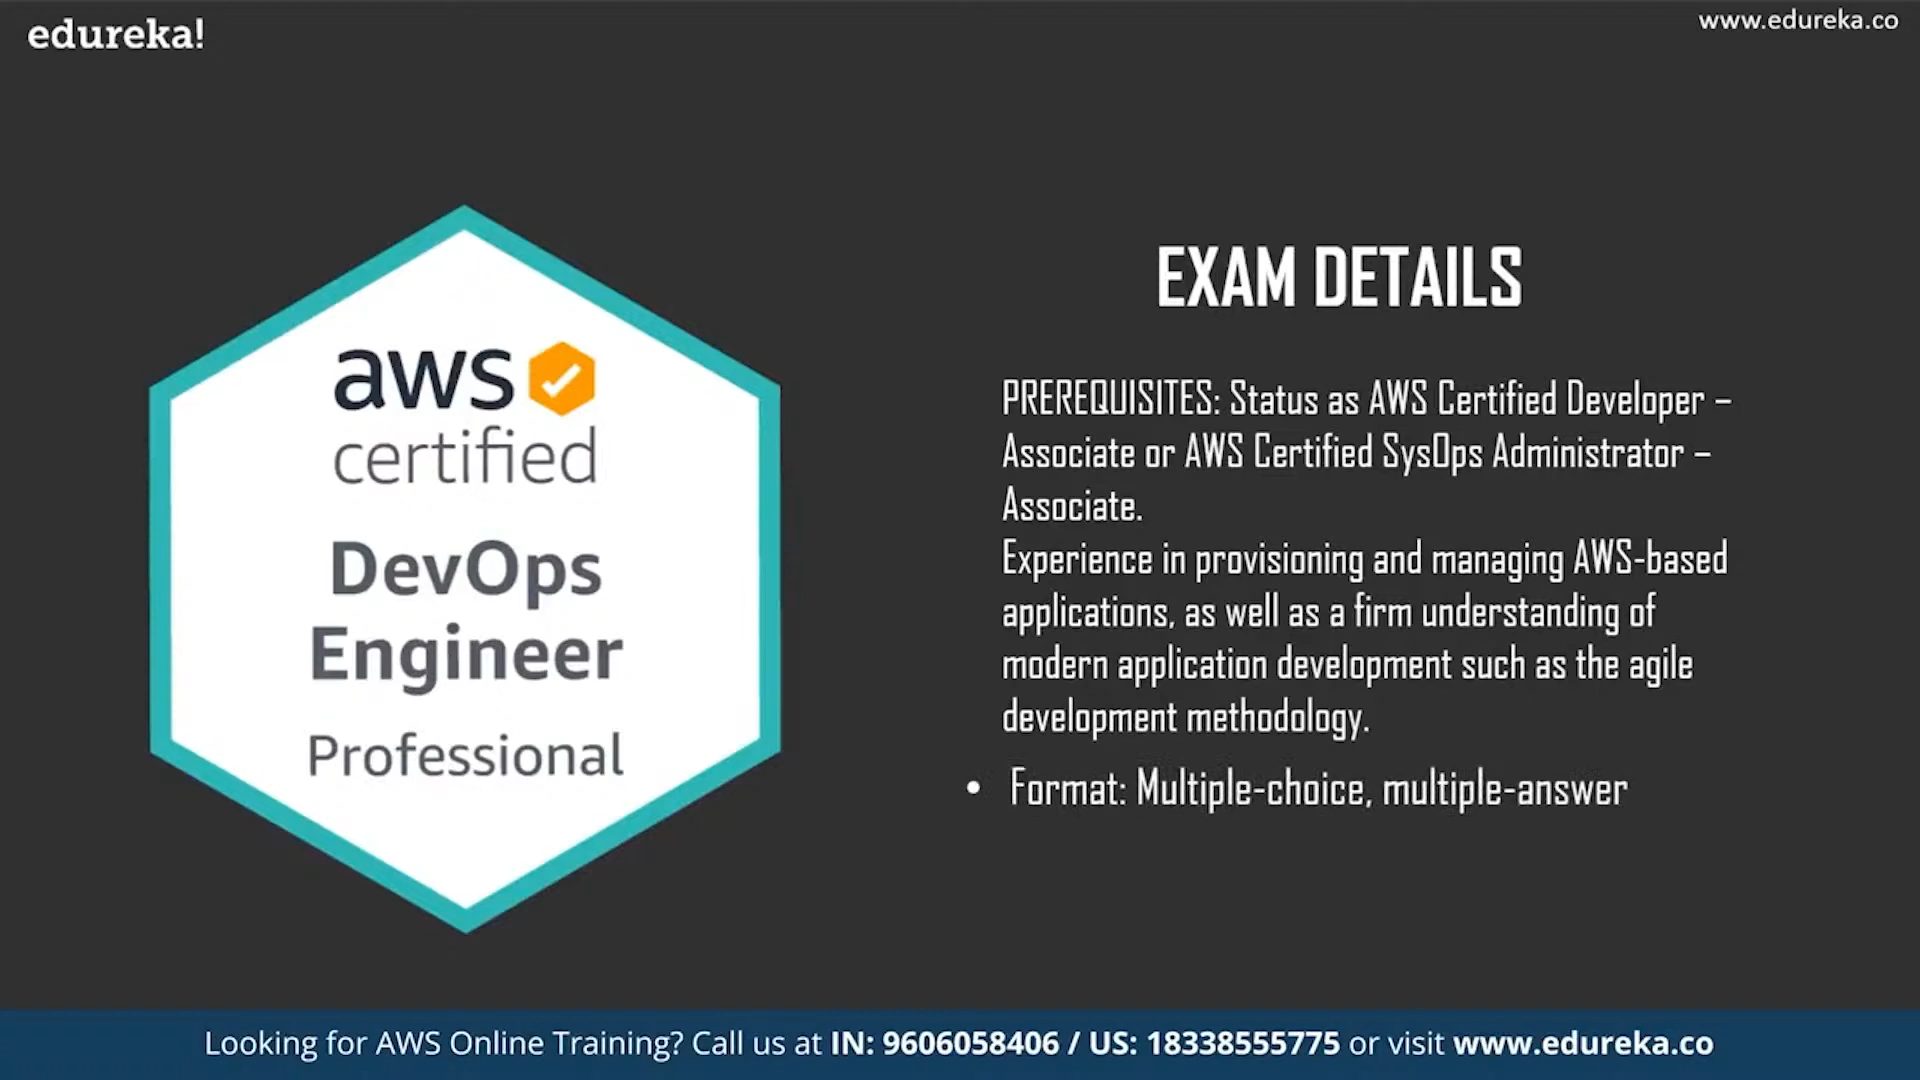 edureka!
www.edureka.co
aws
certified
DevOps
Engineer
Professional
EXAM DETAILS
PREREQUISITES: Status as AWS Certified Developer –
Associate or AWS Certified SysOps Administrator –
Associate.
Experience in provisioning and managing AWS-based
applications, as well as a firm understanding of
modern application development such as the agile
development methodology.
• Format: Multiple-choice, multiple-answer
Looking for AWS Online Training? Call us at IN: 9606058406 / US: 18338555775 or visit www.edureka.co